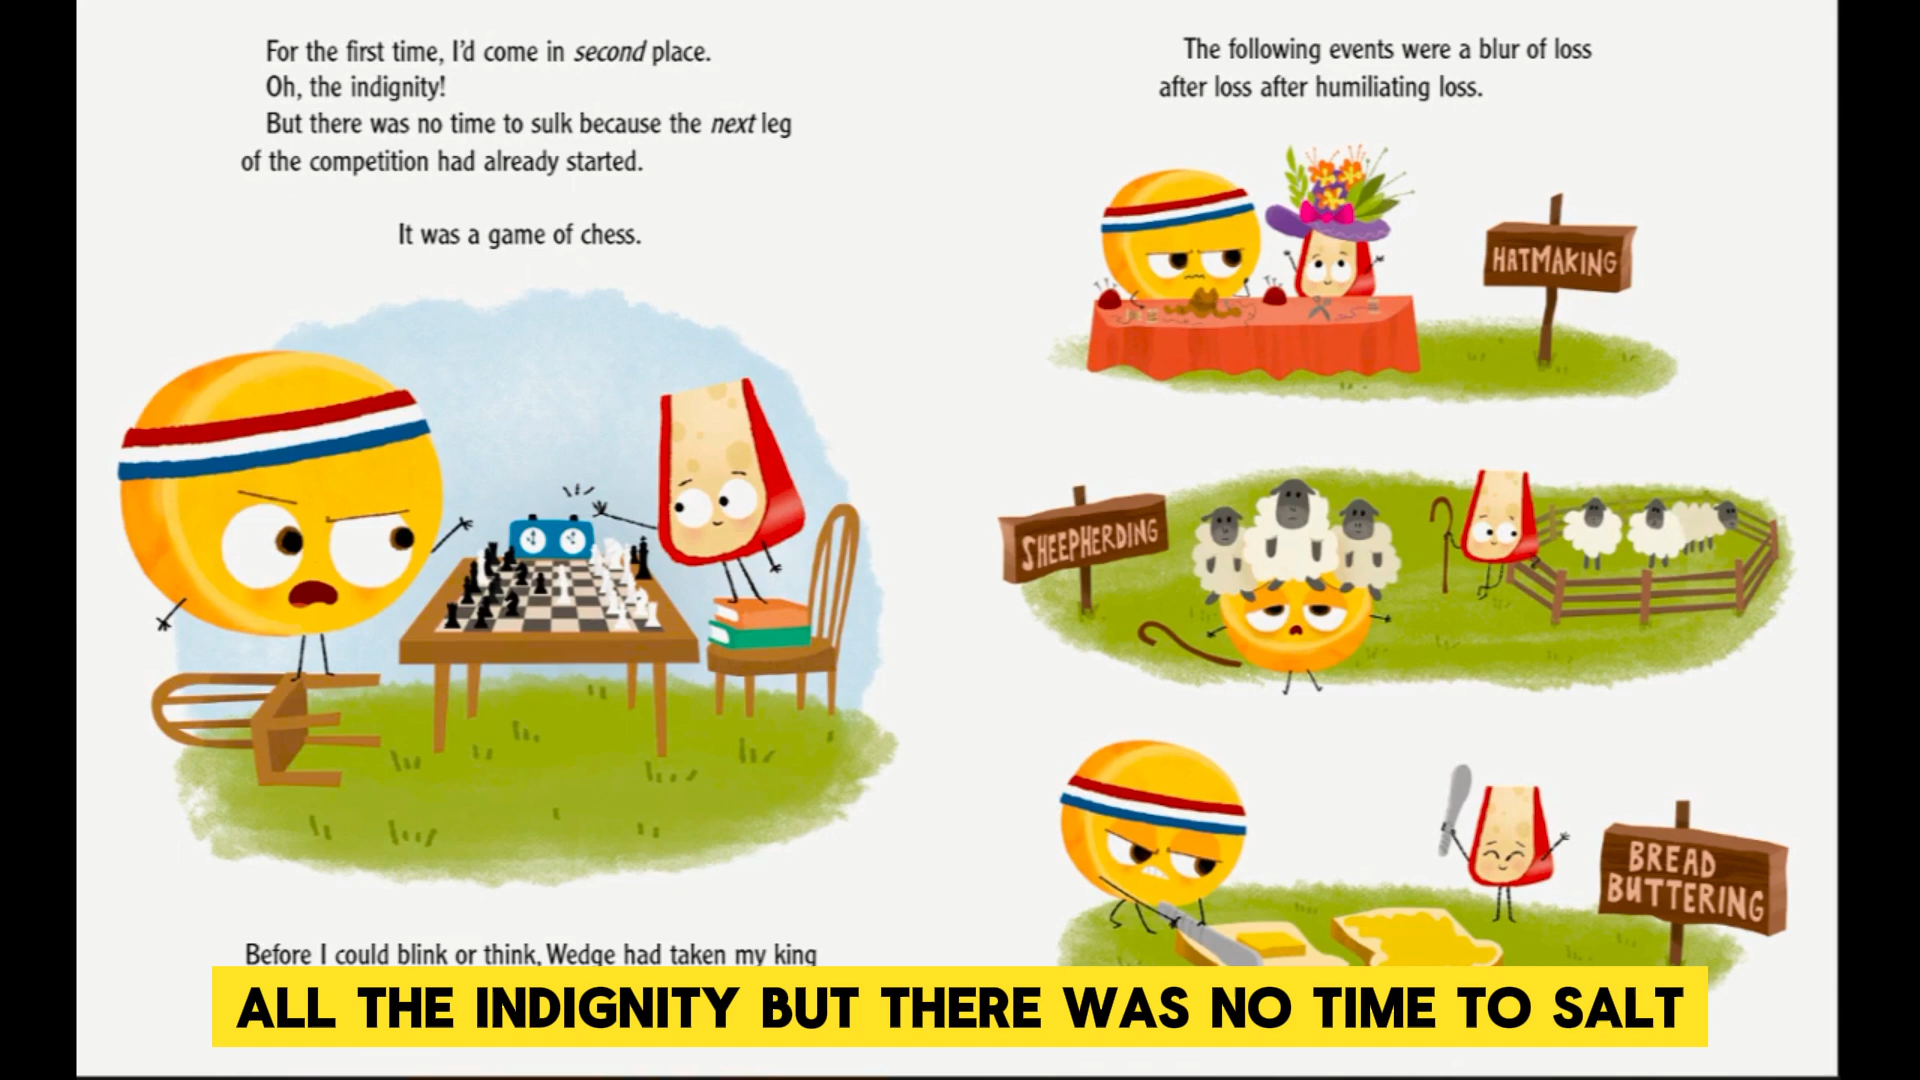 For the first time, I'd come in second place.
Oh, the indignity!
But there was no time to sulk because the next leg
of the competition had already started.
It was a game of chess.
Before I could blink or think, Wedge had taken my king
The following events were a blur of loss
after loss after humiliating loss.
HATMAKING
SHEEPHERDING
BREAD
BUTTERING
ALL THE INDIGNITY BUT THERE WAS NO TIME TO SALT